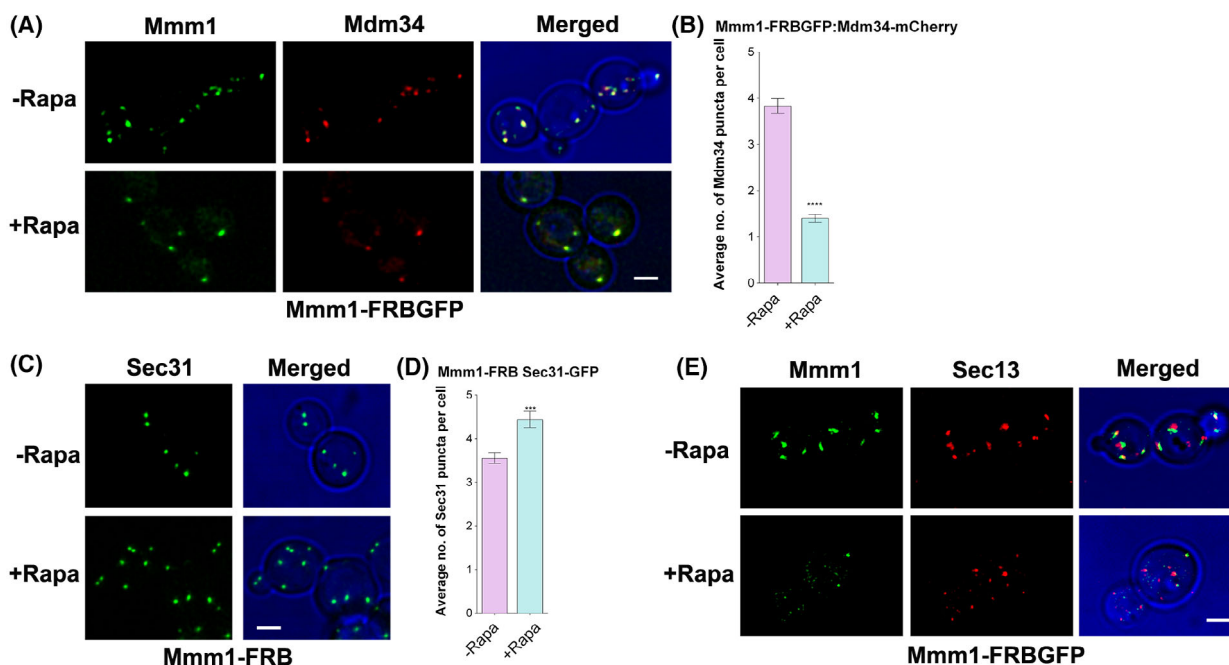 (A)
Mmm1 Mdm34 Merged
-Rapa
+Rapa
Mmm1-FRBGFP
(B) Mmm1-FRBGFP:Mdm34-mCherry
Average no. of Mdm34 puncta per cell
5
4
3
2
1
0
****
-Rapa +Rapa
(C)
Sec31 Merged
-Rapa
+Rapa
Mmm1-FRB
(D) Mmm1-FRB Sec31-GFP
Average no. of Sec31 puncta per cell
5
4
3
2
1
0
***
-Rapa +Rapa
(E)
Mmm1 Sec13 Merged
-Rapa
+Rapa
Mmm1-FRBGFP